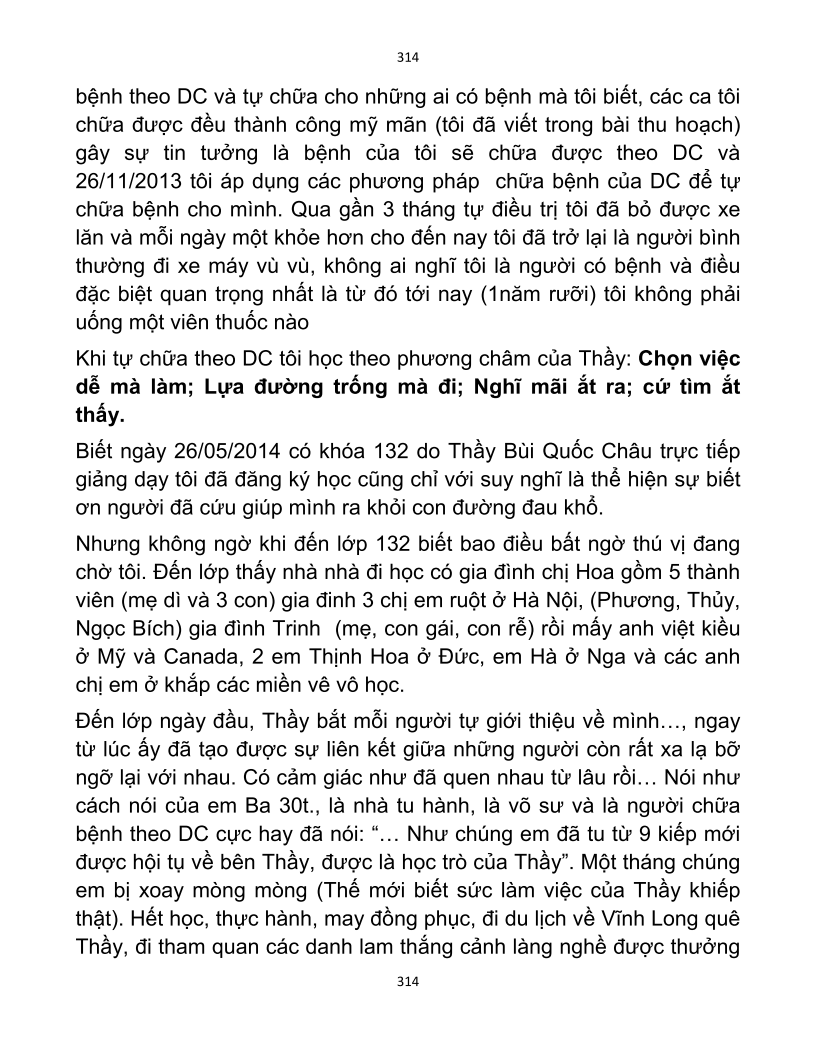 314
bệnh theo DC và tự chữa cho những ai có bệnh mà tôi biết, các ca tôi
chữa được đều thành công mỹ mãn (tôi đã viết trong bài thu hoạch)
gây sự tin tưởng là bệnh của tôi sẽ chữa được theo DC và
26/11/2013 tôi áp dụng các phương pháp chữa bệnh của DC để tự
chữa bệnh cho mình. Qua gần 3 tháng tự điều trị tôi đã bỏ được xe
lăn và mỗi ngày một khỏe hơn cho đến nay tôi đã trở lại là người bình
thường đi xe máy vù vù, không ai nghĩ tôi là người có bệnh và điều
đặc biệt quan trọng nhất là từ đó tới nay (1năm rưỡi) tôi không phải
uống một viên thuốc nào
Khi tự chữa theo DC tôi học theo phương châm của Thầy: Chọn việc
dễ mà làm; Lựa đường trống mà đi; Nghĩ mãi ắt ra; cứ tìm ắt
thấy.
Biết ngày 26/05/2014 có khóa 132 do Thầy Bùi Quốc Châu trực tiếp
giảng dạy tôi đã đăng ký học cũng chỉ với suy nghĩ là thể hiện sự biết
ơn người đã cứu giúp mình ra khỏi con đường đau khổ.
Nhưng không ngờ khi đến lớp 132 biết bao điều bất ngờ thú vị đang
chờ tôi. Đến lớp thấy nhà nhà đi học có gia đình chị Hoa gồm 5 thành
viên (mẹ dì và 3 con) gia đinh 3 chị em ruột ở Hà Nội, (Phương, Thủy,
Ngọc Bích) gia đình Trinh (mẹ, con gái, con rễ) rồi mấy anh việt kiều
ở Mỹ và Canada, 2 em Thịnh Hoa ở Đức, em Hà ở Nga và các anh
chị em ở khắp các miền vê vô học.
Đến lớp ngày đầu, Thầy bắt mỗi người tự giới thiệu về mình…, ngay
từ lúc ấy đã tạo được sự liên kết giữa những người còn rất xa lạ bỡ
ngỡ lại với nhau. Có cảm giác như đã quen nhau từ lâu rồi… Nói như
cách nói của em Ba 30t., là nhà tu hành, là võ sư và là người chữa
bệnh theo DC cực hay đã nói: “… Như chúng em đã tu từ 9 kiếp mới
được hội tụ về bên Thầy, được là học trò của Thầy”. Một tháng chúng
em bị xoay mòng mòng (Thế mới biết sức làm việc của Thầy khiếp
thật). Hết học, thực hành, may đồng phục, đi du lịch về Vĩnh Long quê
Thầy, đi tham quan các danh lam thắng cảnh làng nghề được thưởng
314